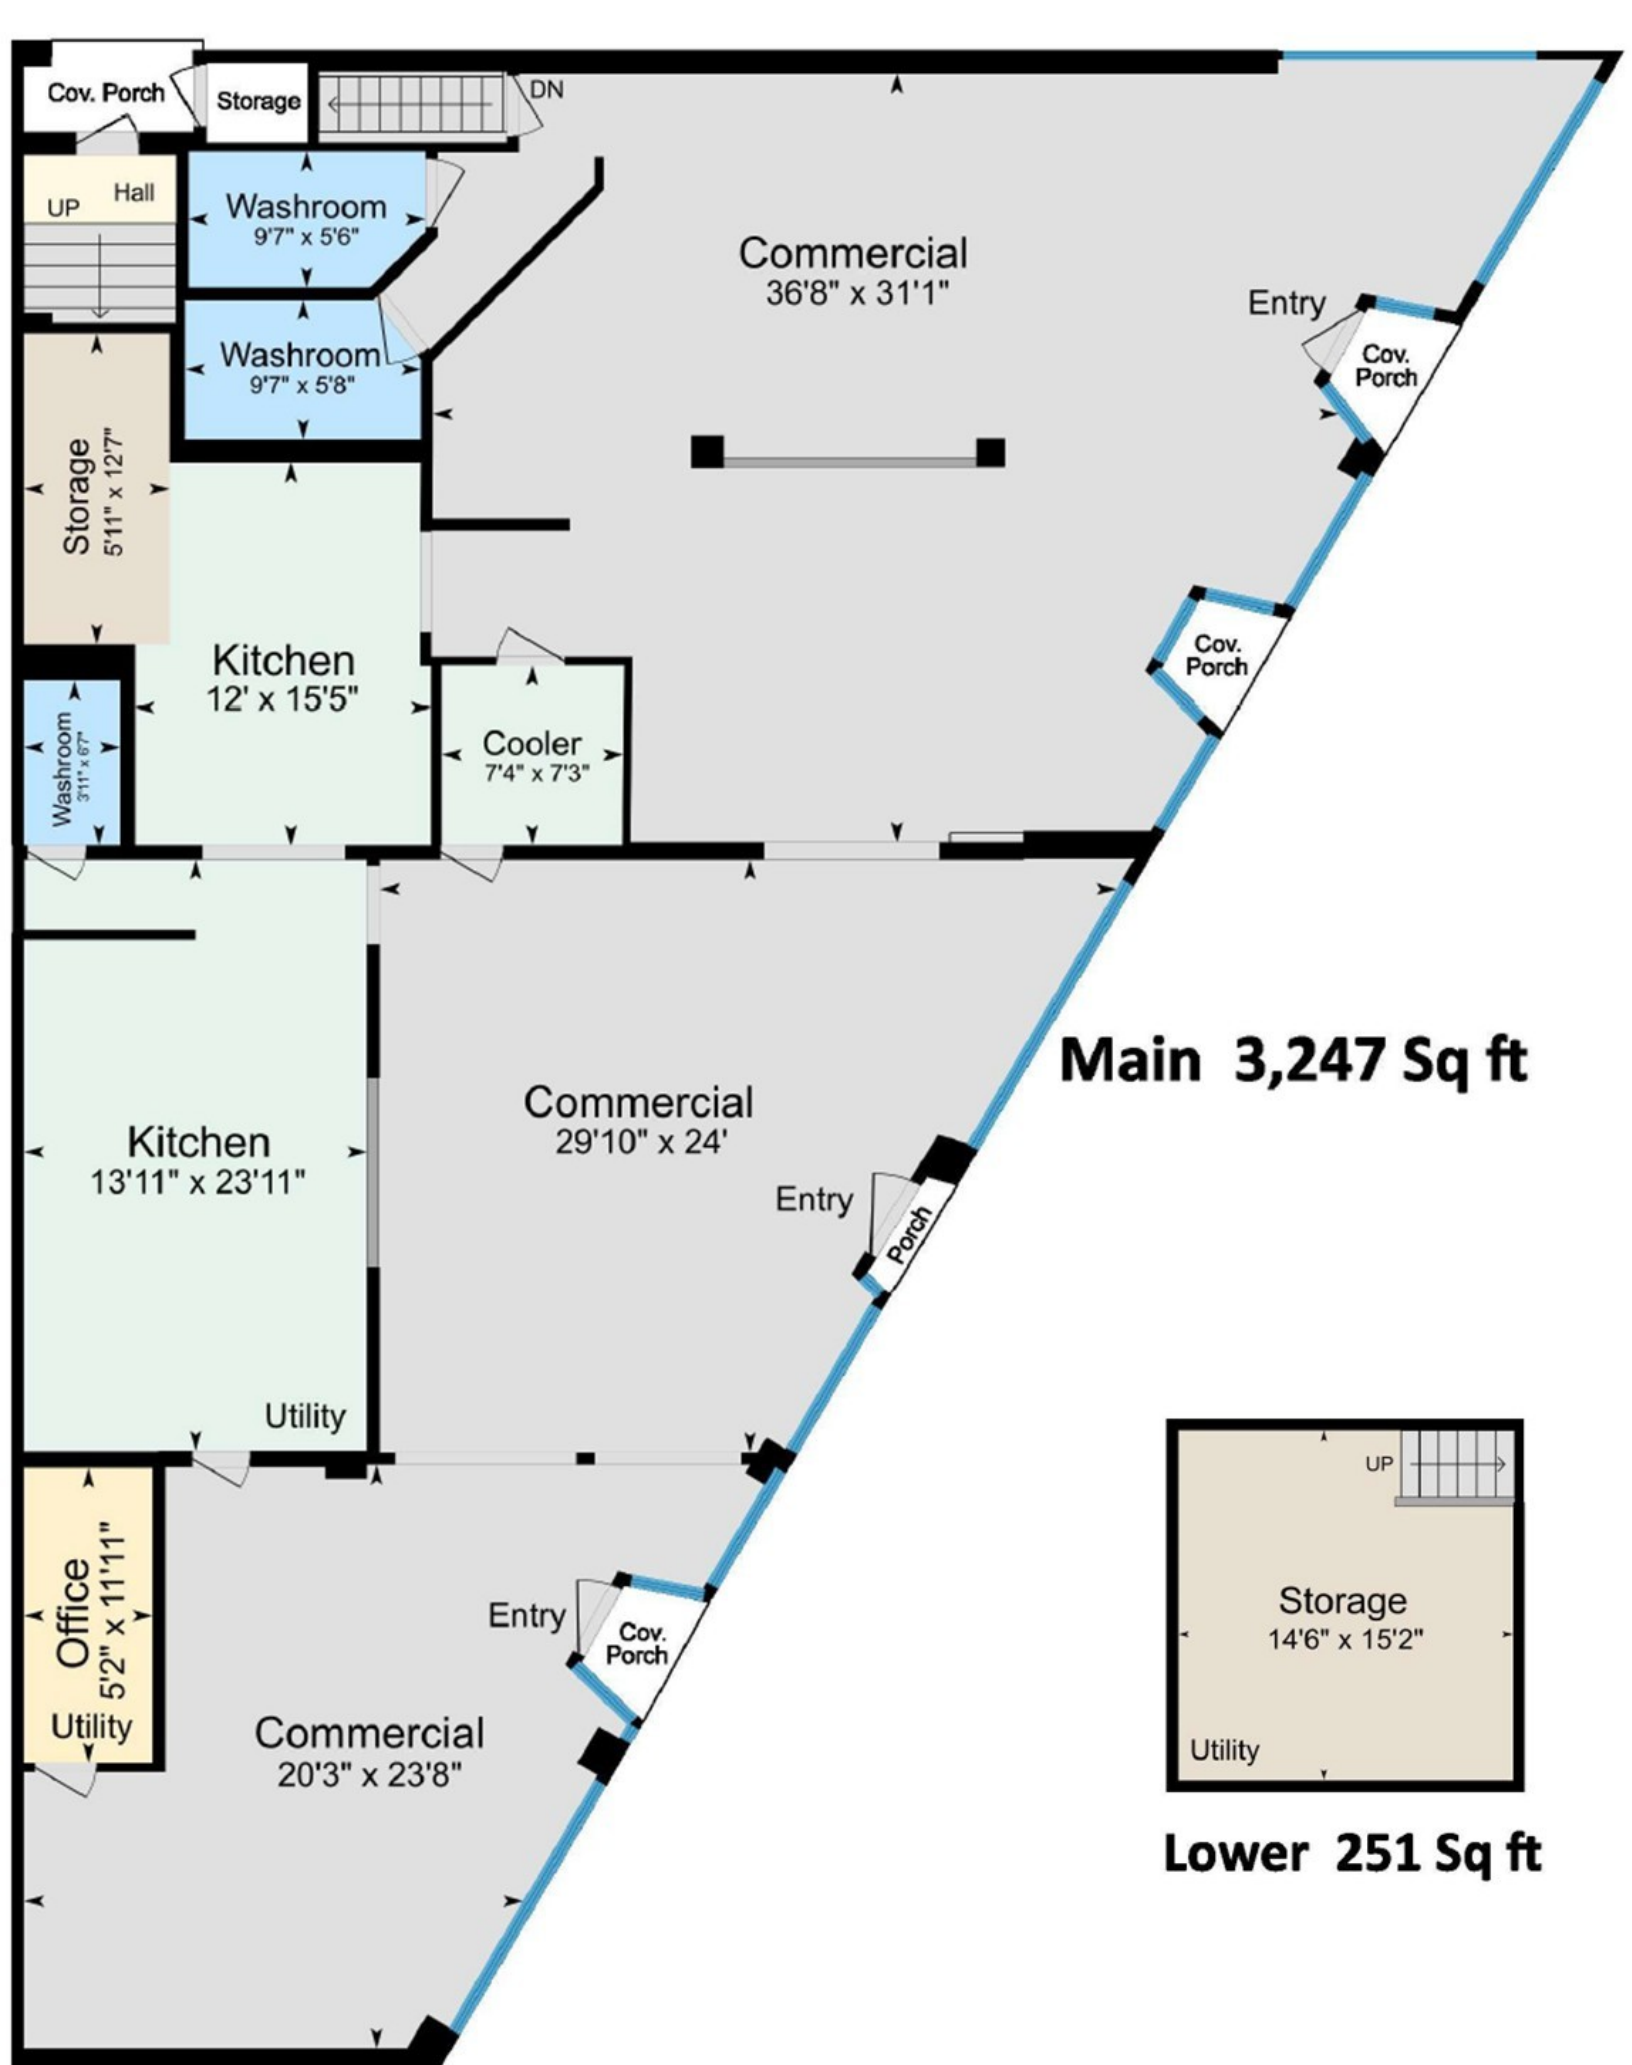 Cov. Porch
Storage
DN
UP
Hall
Washroom
9'7" x 5'6"
Commercial
36'8" x 31'1"
Entry
Cov.
Porch
Washroom
9'7" x 5'8"
Storage
5'11" x 12'7"
Kitchen
12' x 15'5"
Cov.
Porch
Washroom
3'11" x 6'7"
Cooler
7'4" x 7'3"
Main 3,247 Sq ft
Commercial
29'10" x 24'
Kitchen
13'11" x 23'11"
Entry
Porch
Utility
UP
Office
5'2" x 11'11"
Utility
Entry
Cov.
Porch
Storage
14'6" x 15'2"
Commercial
20'3" x 23'8"
Utility
Lower 251 Sq ft